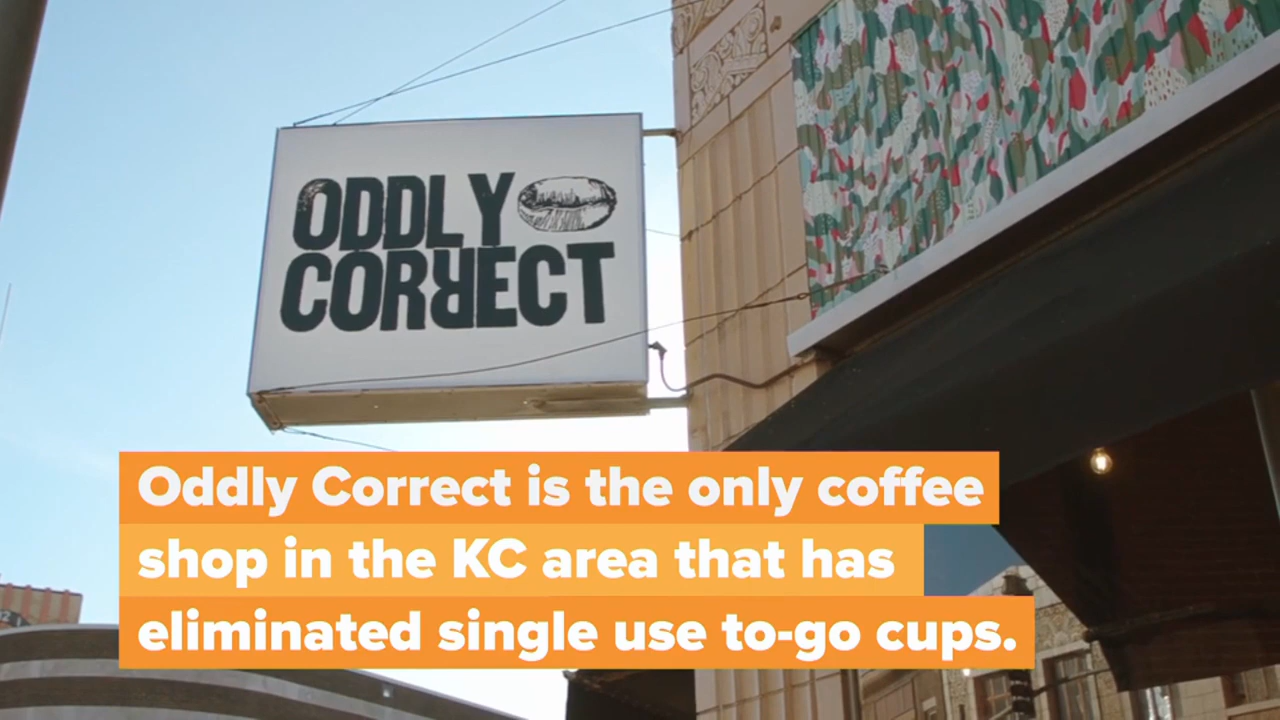 ODDLY
CORRECT
Oddly Correct is the only coffee
shop in the KC area that has
eliminated single use to-go cups.